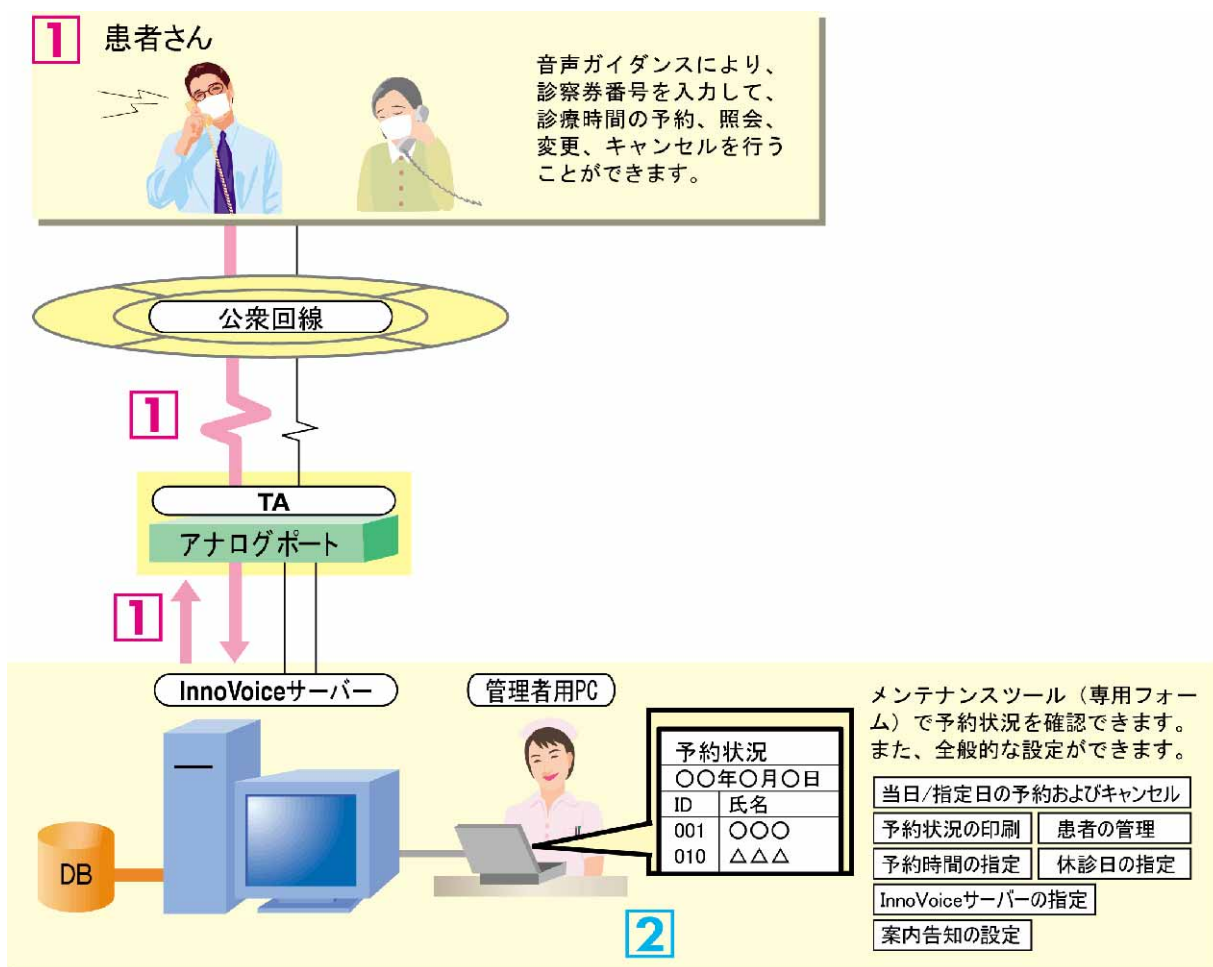 1 患者さん
音声ガイダンスにより、
診察券番号を入力して、
診療時間の予約、照会、
変更、キャンセルを行う
ことができます。
公衆回線
1
TA
アナログポート
1
InnoVoiceサーバー
管理者用PC
DB
予約状況
○○年○月○日
ID 氏名
001 ○○○
010 △△△
2
メンテナンスツール（専用フォー
ム）で予約状況を確認できます。
また、全般的な設定ができます。
当日/指定日の予約およびキャンセル
予約状況の印刷 患者の管理
予約時間の指定 休診日の指定
InnoVoiceサーバーの指定
案内告知の設定